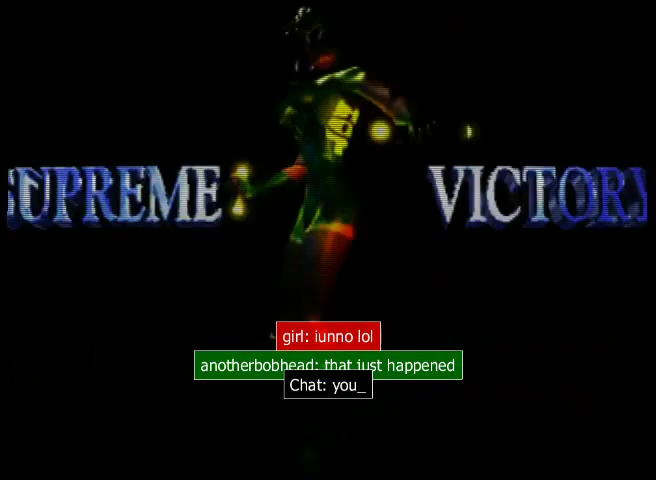 SUPREME VICTORY
girl: iunno lol
anotherbobhead: that just happened
Chat: you_